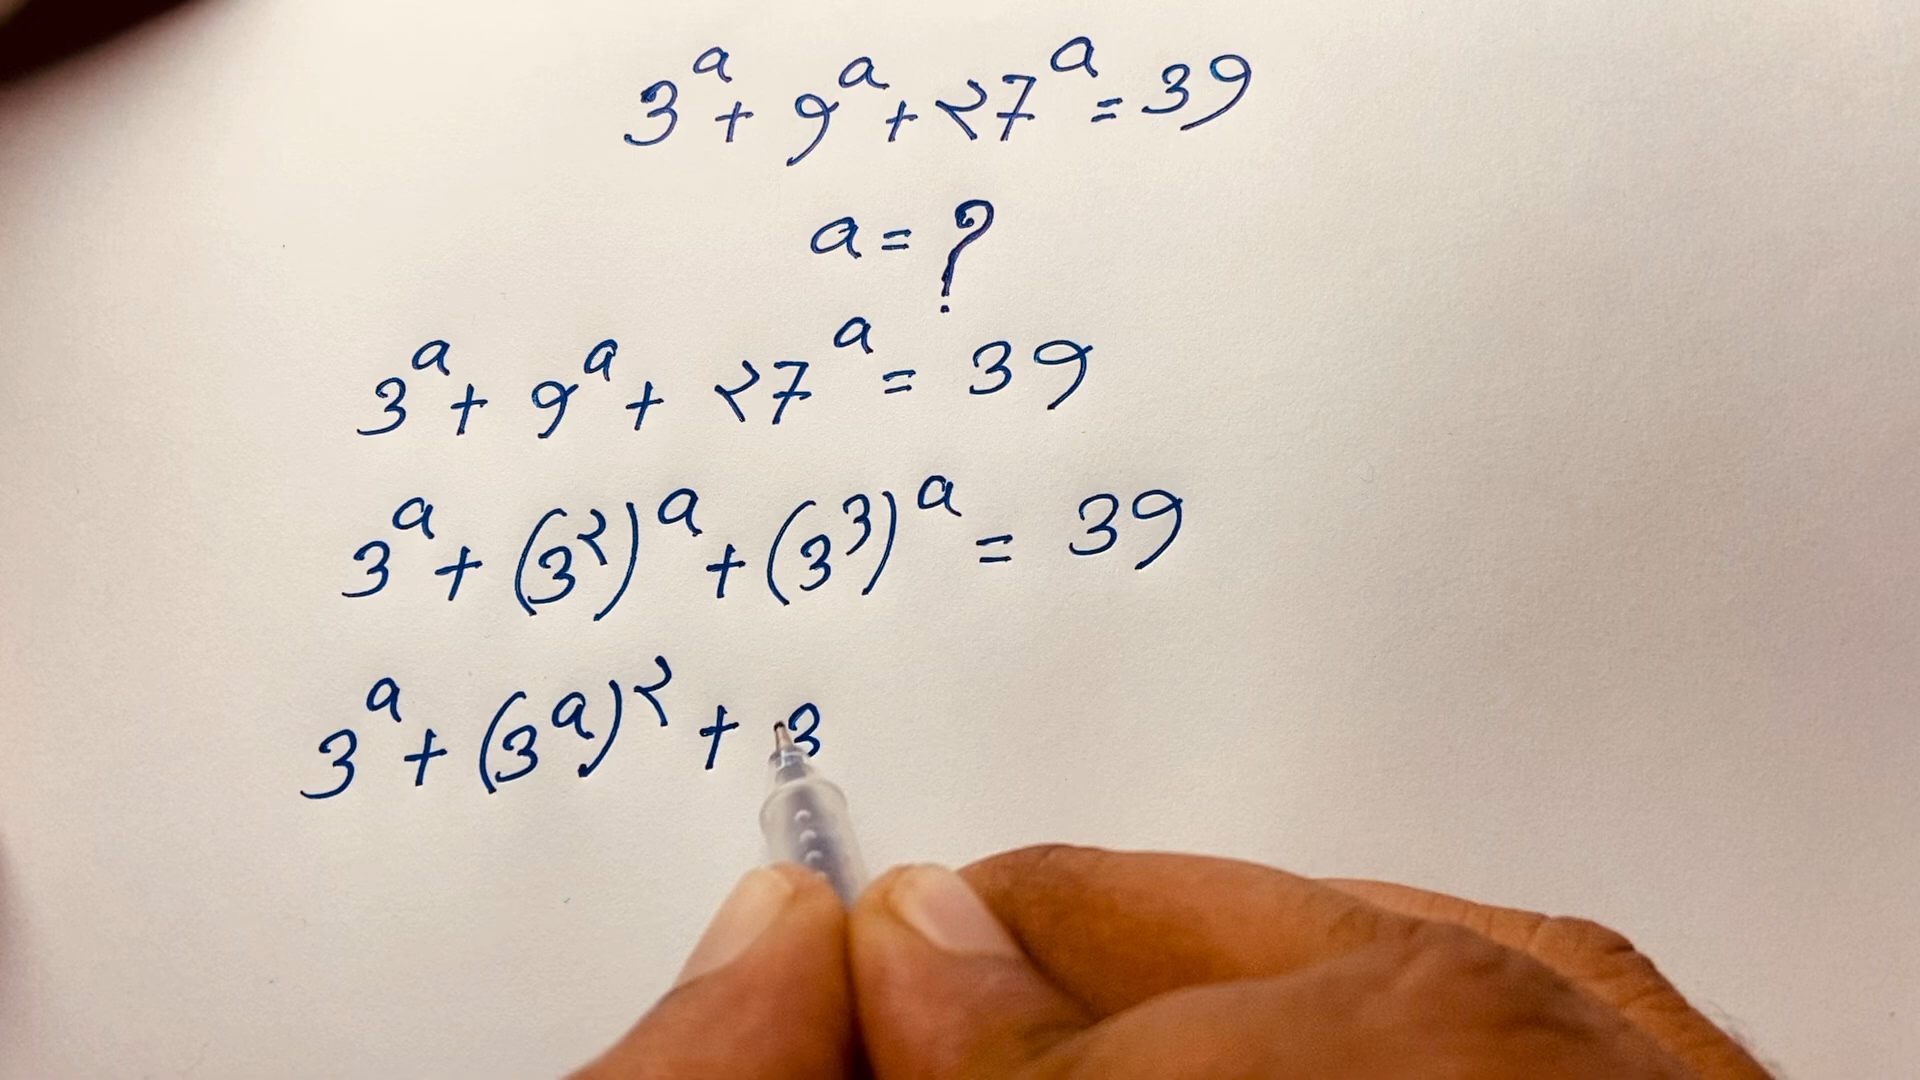 3^a + 9^a + 27^a = 39
a = ?
3^a + 9^a + 27^a = 39
3^a + (3^2)^a + (3^3)^a = 39
3^a + (3^a)^2 + 3